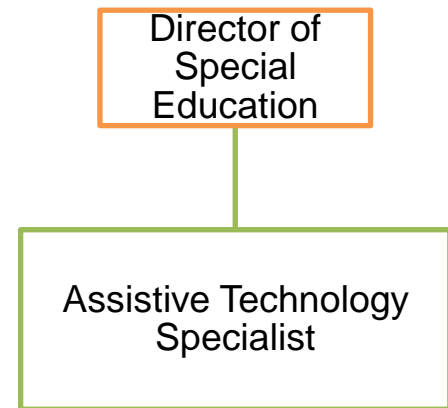 Director of
Special
Education
Assistive Technology
Specialist